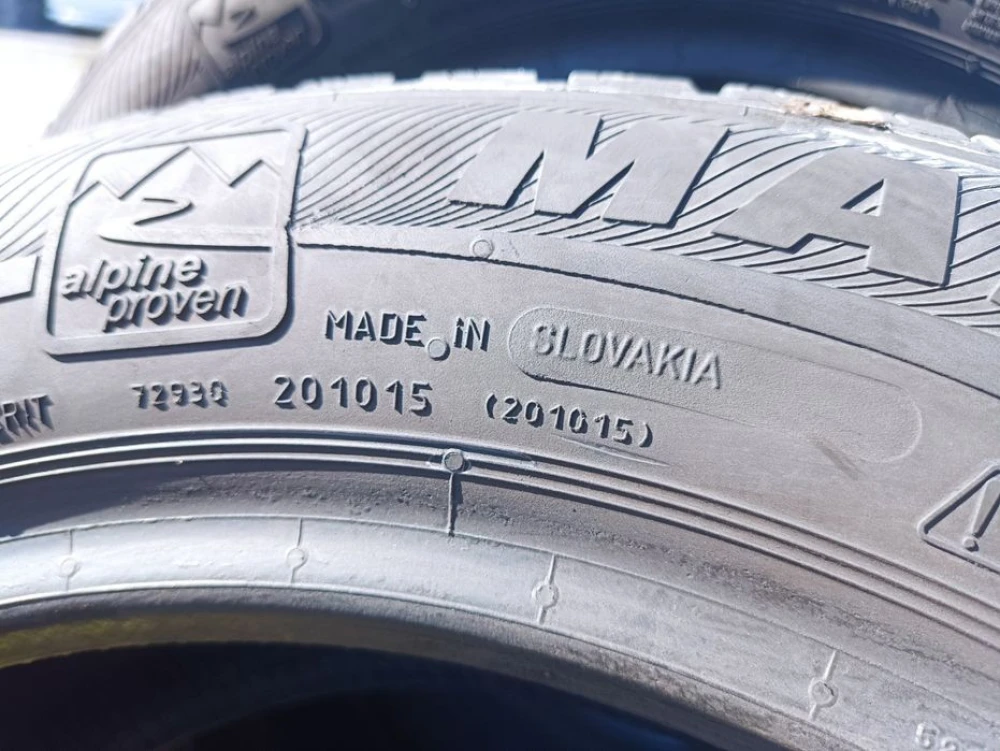 MA
alpine
proven
MADE iN SLOVAKIA
72930 201015 (201015)